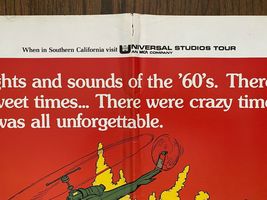 When in Southern California visit UNIVERSAL STUDIOS TOUR
AN MCA COMPANY
ghts and sounds of the '60's. There
weet times... There were crazy time
was all unforgettable.